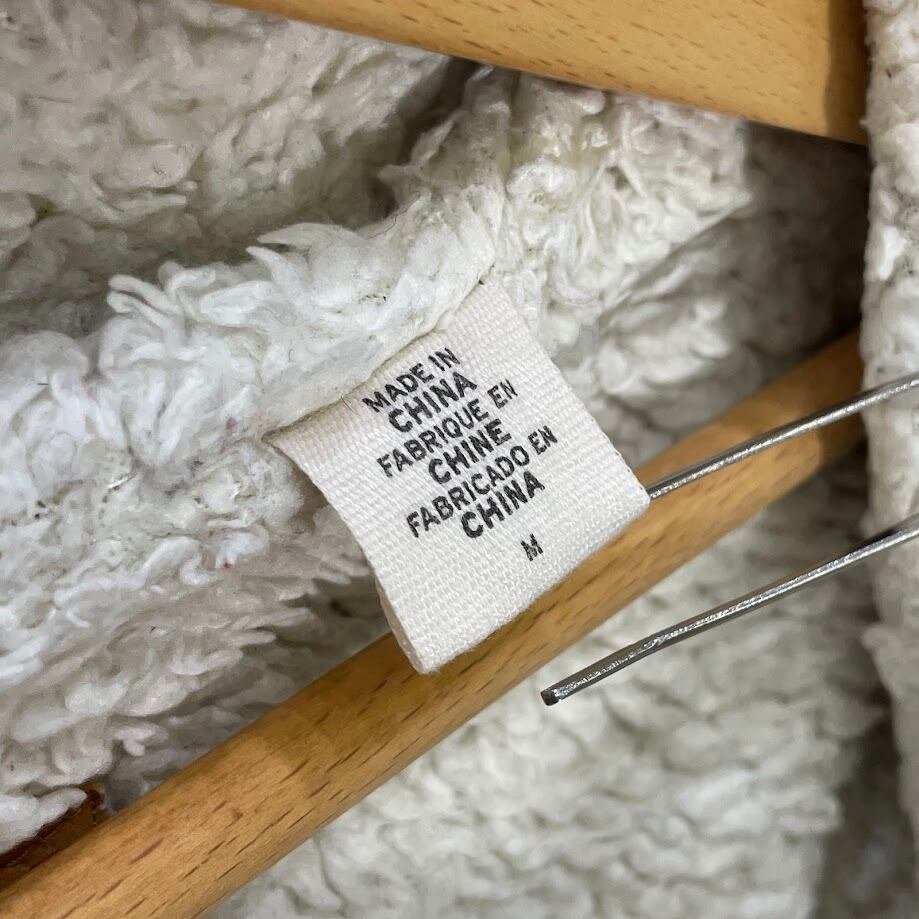 MADE IN
CHINA
FABRIQUE EN
CHINE
FABRICADO EN
CHINA
M